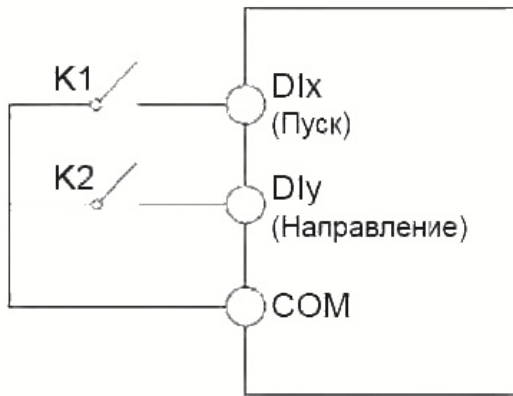 K1
DIx
(Пуск)
K2
DIy
(Направление)
COM